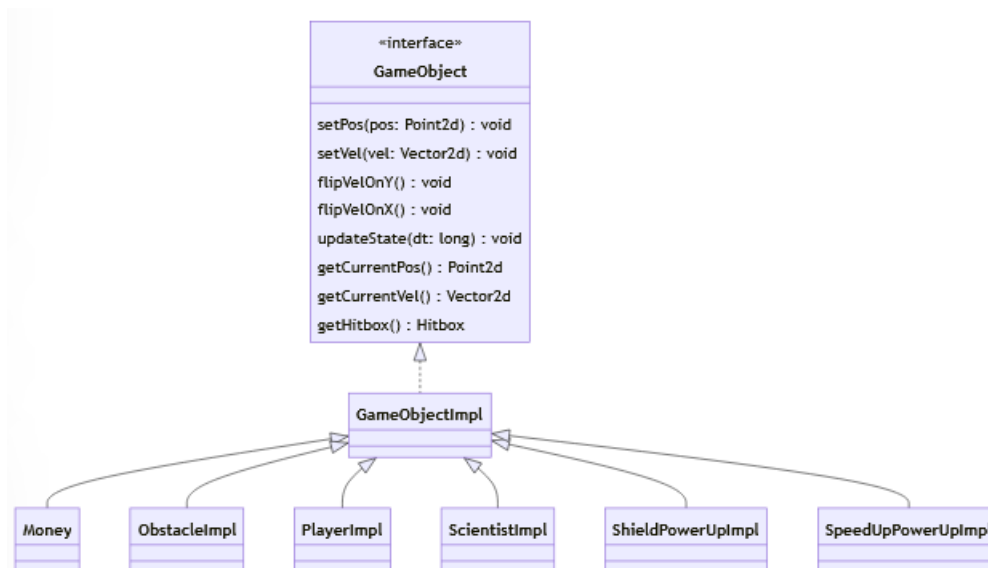 «interface»
GameObject
setPos(pos: Point2d) : void
setVel(vel: Vector2d) : void
flipVelOnY() : void
flipVelOnX() : void
updateState(dt: long) : void
getCurrentPos() : Point2d
getCurrentVel() : Vector2d
getHitbox() : Hitbox
GameObjectImpl
Money
ObstacleImpl
PlayerImpl
ScientistImpl
ShieldPowerUpImpl
SpeedUpPowerUpImpl